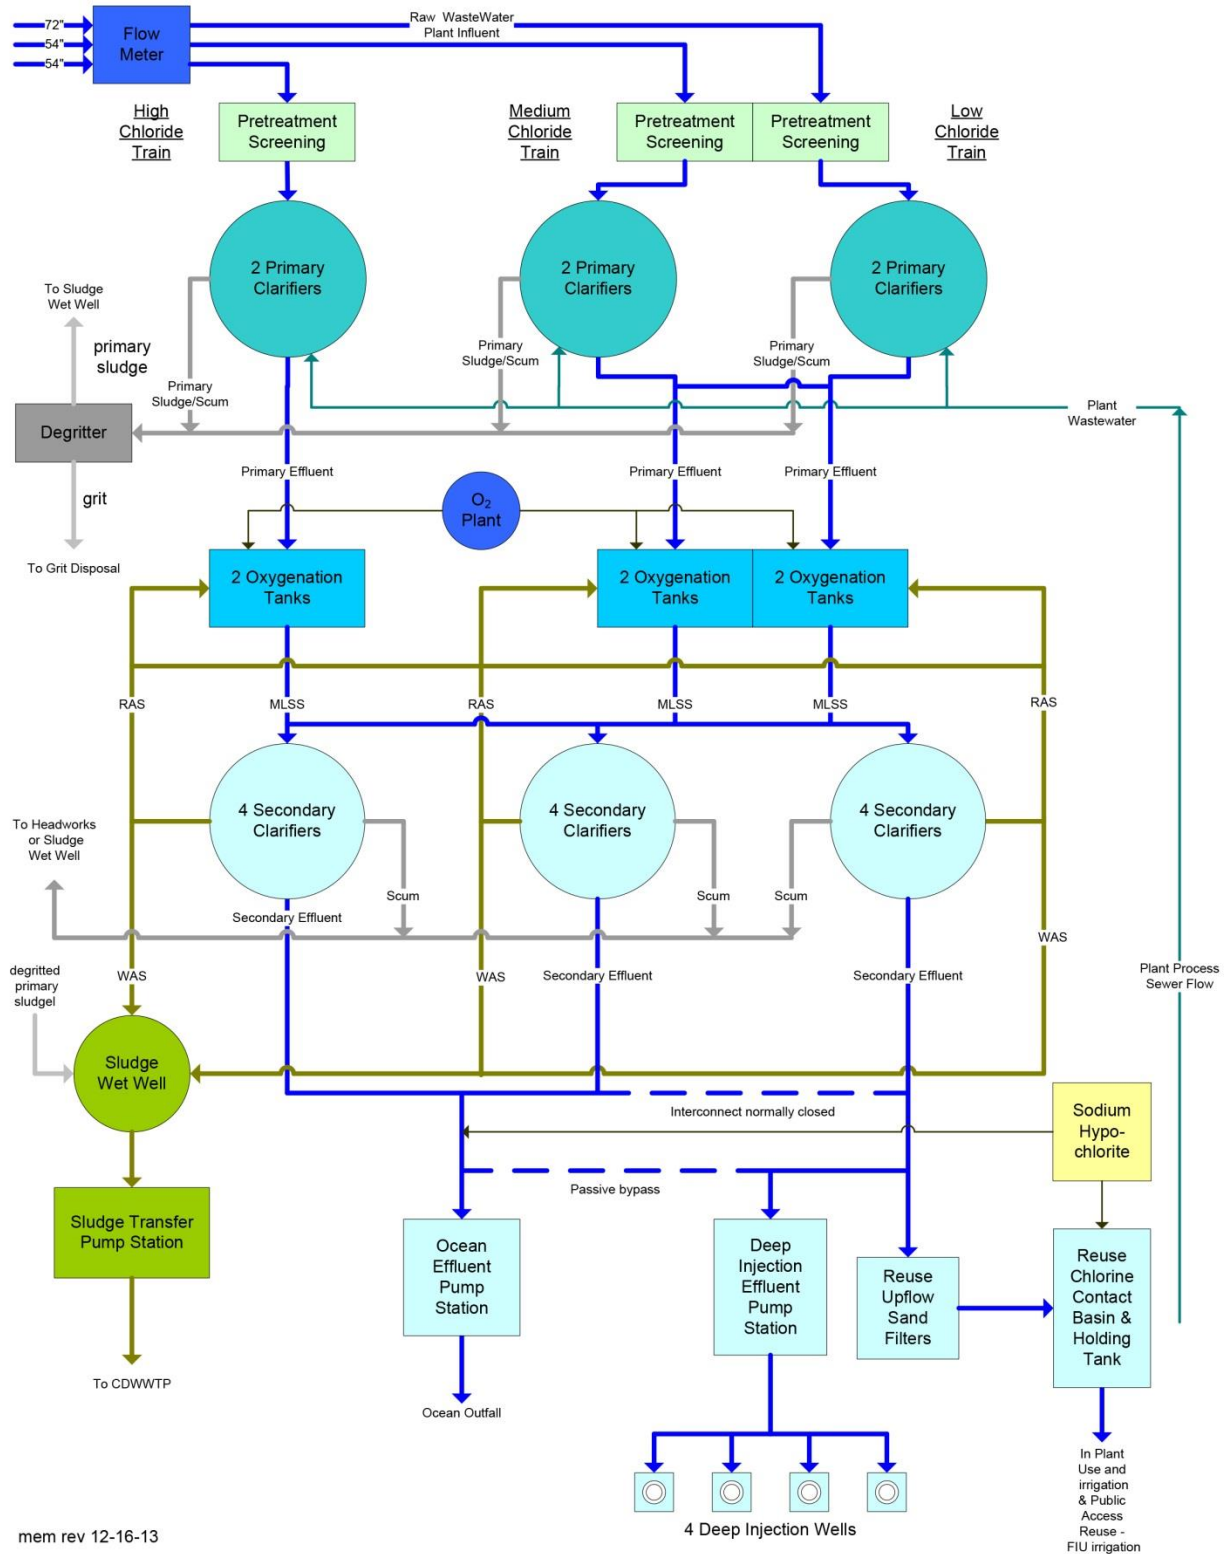 72"
54"
54"
Flow
Meter
Raw WasteWater
Plant Influent
High
Chloride
Train
Pretreatment
Screening
Medium
Chloride
Train
Pretreatment
Screening
Pretreatment
Screening
Low
Chloride
Train
2 Primary
Clarifiers
2 Primary
Clarifiers
2 Primary
Clarifiers
To Sludge
Wet Well
primary
sludge
Primary
Sludge/Scum
Primary
Sludge/Scum
Plant
Wastewater
Degritter
grit
To Grit Disposal
Primary Effluent
Primary Effluent
Primary Effluent
O2
Plant
2 Oxygenation
Tanks
2 Oxygenation
Tanks
2 Oxygenation
Tanks
RAS
MLSS
RAS
MLSS
MLSS
RAS
4 Secondary
Clarifiers
4 Secondary
Clarifiers
4 Secondary
Clarifiers
To Headworks
or Sludge
Wet Well
Scum
Scum
Scum
Secondary Effluent
WAS
degritted
primary
sludgel
WAS
WAS
Secondary Effluent
Secondary Effluent
Plant Process
Sewer Flow
Sludge
Wet Well
Interconnect normally closed
Sodium
Hypo-
chlorite
Passive bypass
Sludge Transfer
Pump Station
Ocean
Effluent
Pump
Station
Deep
Injection
Effluent
Pump
Station
Reuse
Upflow
Sand
Filters
Reuse
Chlorine
Contact
Basin &
Holding
Tank
To CDWWTP
Ocean Outfall
In Plant
Use and
irrigation
& Public
Access
Reuse -
FIU irrigation
4 Deep Injection Wells
mem rev 12-16-13